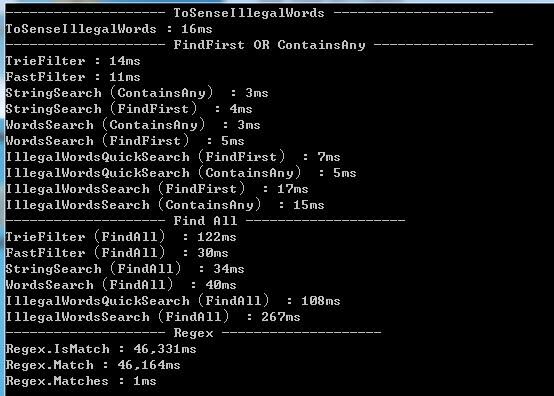 -------------------- ToSenseIllegalWords --------------------
ToSenseIllegalWords : 16ms
-------------------- FindFirst OR ContainsAny --------------------
TrieFilter : 14ms
FastFilter : 11ms
StringSearch（ContainsAny） : 3ms
StringSearch（FindFirst） : 4ms
WordsSearch（ContainsAny） : 3ms
WordsSearch（FindFirst） : 5ms
IllegalWordsQuickSearch（FindFirst） : 7ms
IllegalWordsQuickSearch（ContainsAny） : 5ms
IllegalWordsSearch（FindFirst） : 17ms
IllegalWordsSearch（ContainsAny） : 15ms
-------------------- Find All --------------------
TrieFilter（FindAll） : 122ms
FastFilter（FindAll） : 30ms
StringSearch（FindAll） : 34ms
WordsSearch（FindAll） : 40ms
IllegalWordsQuickSearch（FindAll） : 108ms
IllegalWordsSearch（FindAll） : 267ms
-------------------- Regex --------------------
Regex.IsMatch : 46,331ms
Regex.Match : 46,164ms
Regex.Matches : 1ms